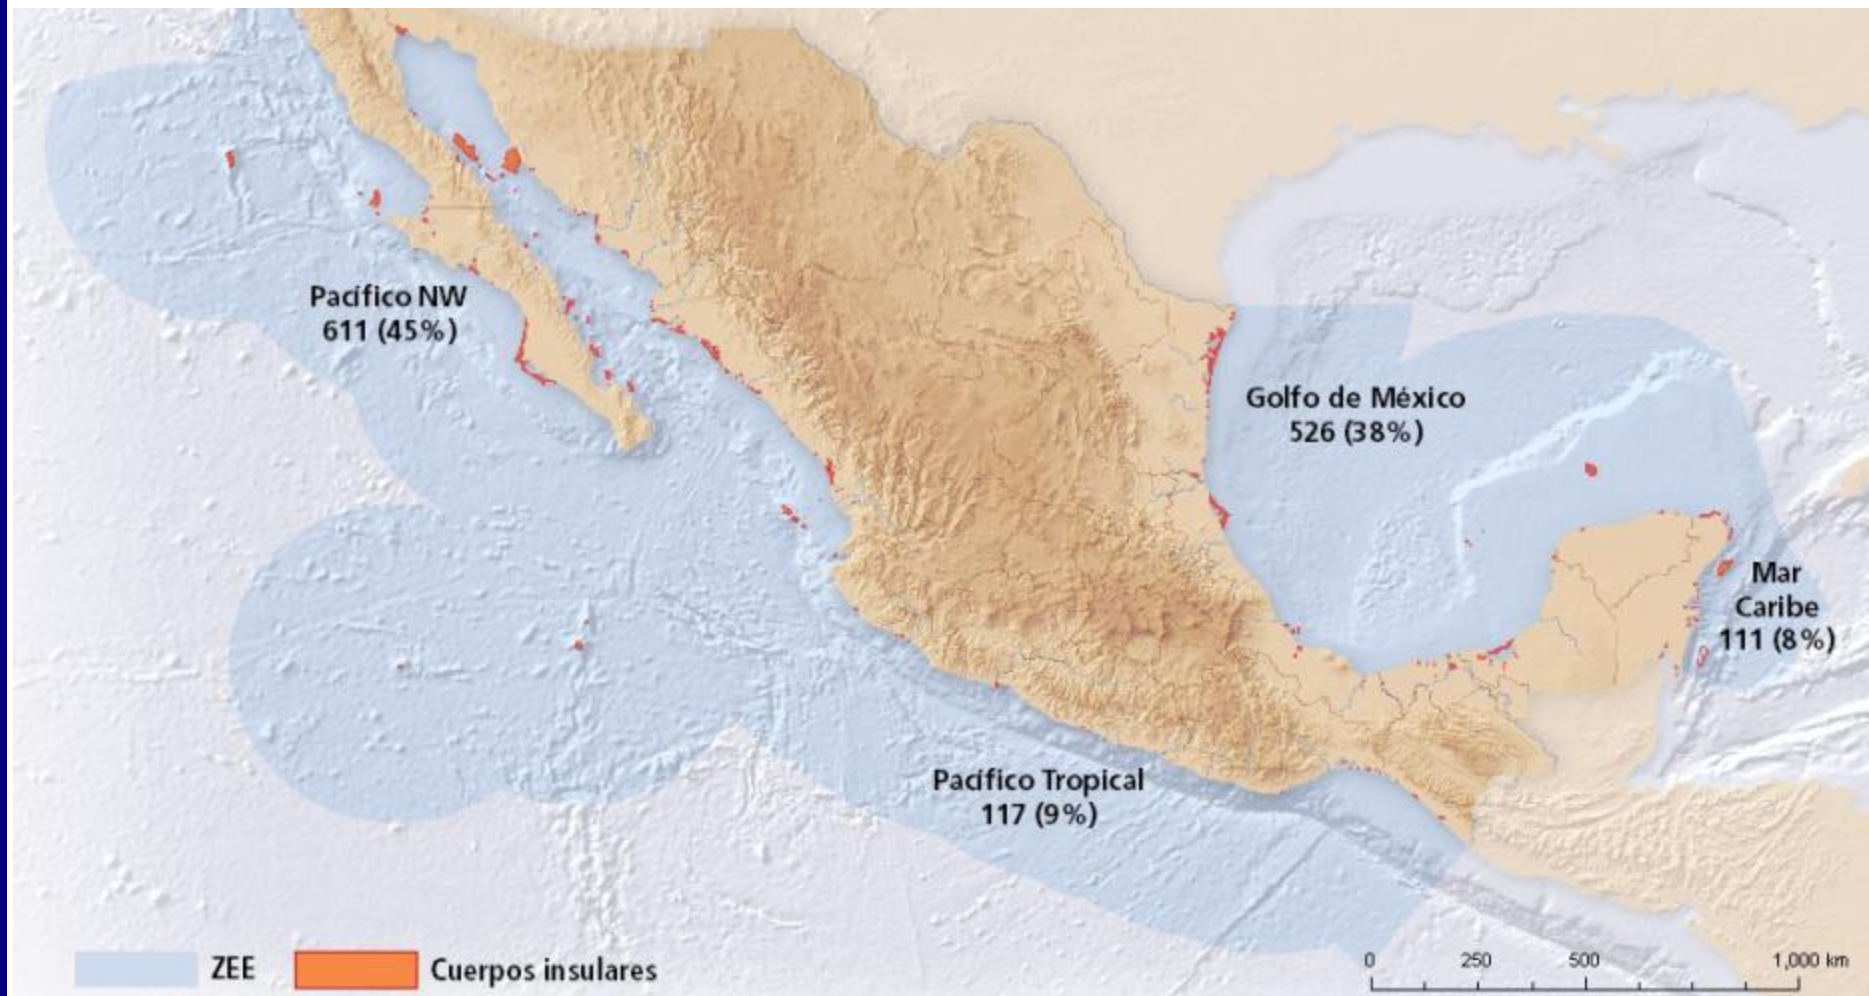 Pacífico NW
611 (45%)
Golfo de México
526 (38%)
Mar
Caribe
111 (8%)
Pacífico Tropical
117 (9%)
ZEE
Cuerpos insulares
0 250 500 1,000 km